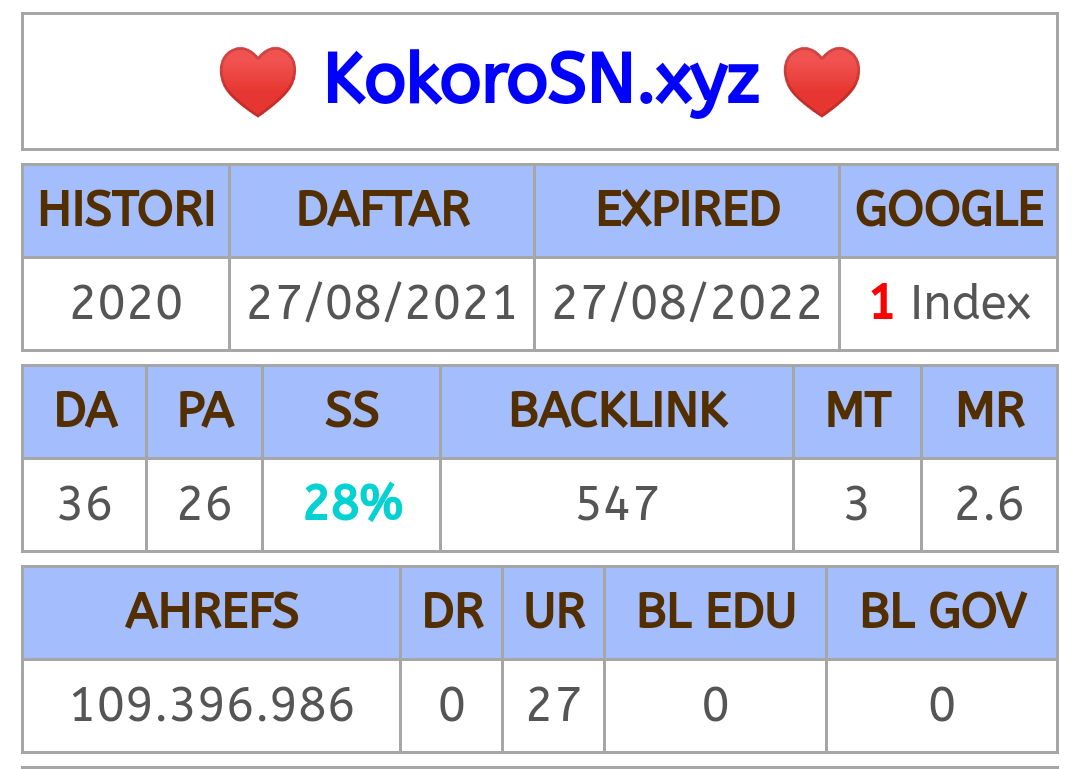 KokoroSN.xyz
HISTORI DAFTAR EXPIRED GOOGLE
2020 27/08/2021 27/08/2022 1 Index
DA PA SS BACKLINK MT MR
36 26 28% 547 3 2.6
AHREFS DR UR BL EDU BL GOV
109.396.986 0 27 0 0